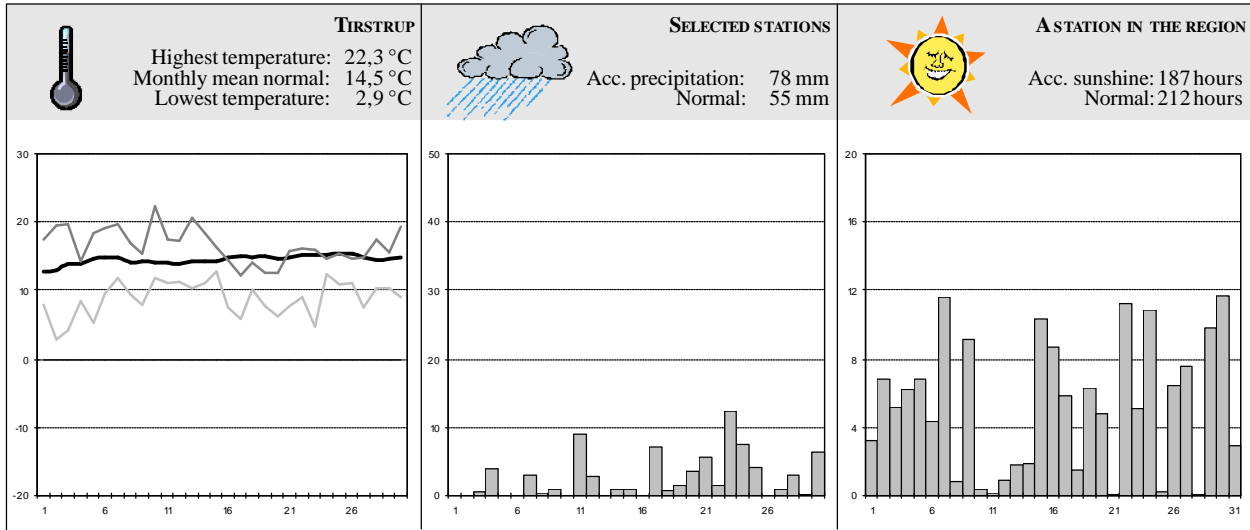 TIRSTRUP
Highest temperature: 22,3 °C
Monthly mean normal: 14,5 °C
Lowest temperature: 2,9 °C
30
20
10
0
-10
-20
1 6 11 16 21 26
SELECTED STATIONS
Acc. precipitation: 78 mm
Normal: 55 mm
50
40
30
20
10
0
1 6 11 16 21 26
A STATION IN THE REGION
Acc. sunshine: 187 hours
Normal: 212 hours
20
16
12
8
4
0
1 6 11 16 21 26 31